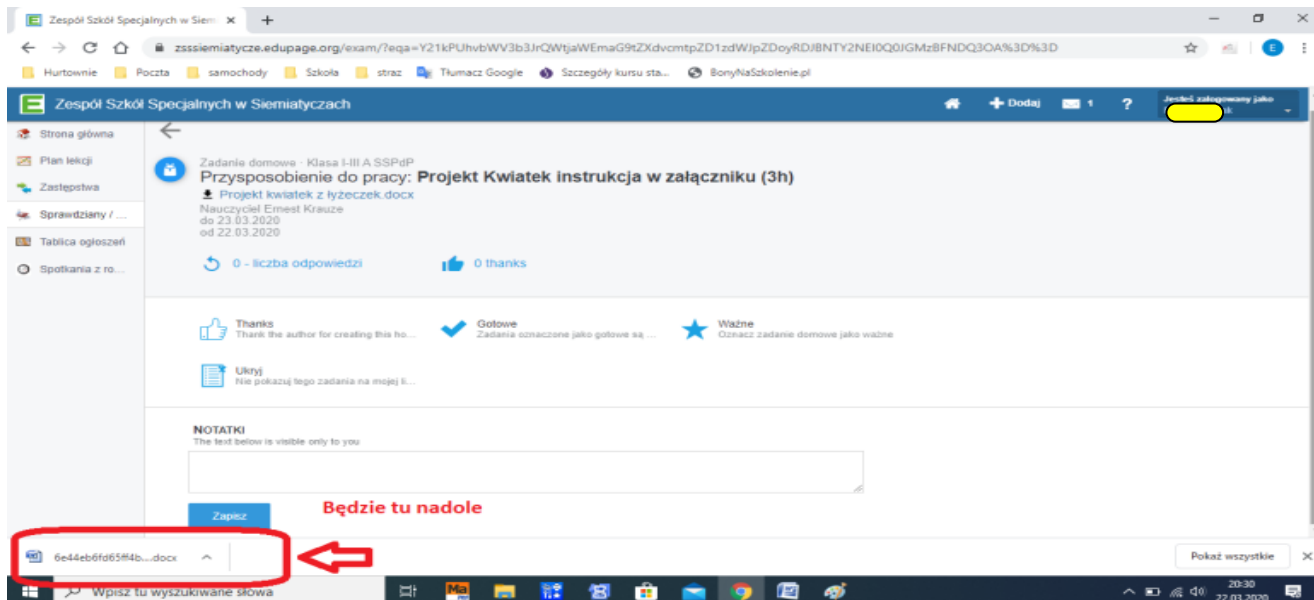 Zespół Szkół Specjalnych w Siem
zsssiemiatycze.edupage.org/exam/?eqa=
Hurtownie Poczta samochody Szkoła straz Tłumacz Google Szczegóły kursu sta... BonyNaSzkolenie.pl
Zespół Szkół Specjalnych w Siemiatyczach
Dodaj 1 ? Jesteś zalogowany jako
Strona główna
Plan lekcji
Zastępstwa
Sprawdziany / ...
Tablica ogłoszeń
Spotkania z ro...
Zadanie domowe · Klasa I-III A SSPdP
Przysposobienie do pracy: Projekt Kwiatek instrukcja w załączniku (3h)
Projekt kwiatek z łyżeczek.docx
Nauczyciel Ernest Krauze
do 23.03.2020
od 22.03.2020
0 - liczba odpowiedzi 0 thanks
Thanks
Thank the author for creating this ho...
Gotowe
Zadania oznaczone jako gotowe są ...
Ważne
Oznacz zadanie domowe jako ważne
Ukryj
Nie pokazuj tego zadania na mojej li...
NOTATKI
The text below is visible only to you
Zapisz
Będzie tu nadole
6e44eb6fd65ff4b....docx
Pokaż wszystkie
Wpisz tu wyszukiwane słowa
20:30
22.03.2020